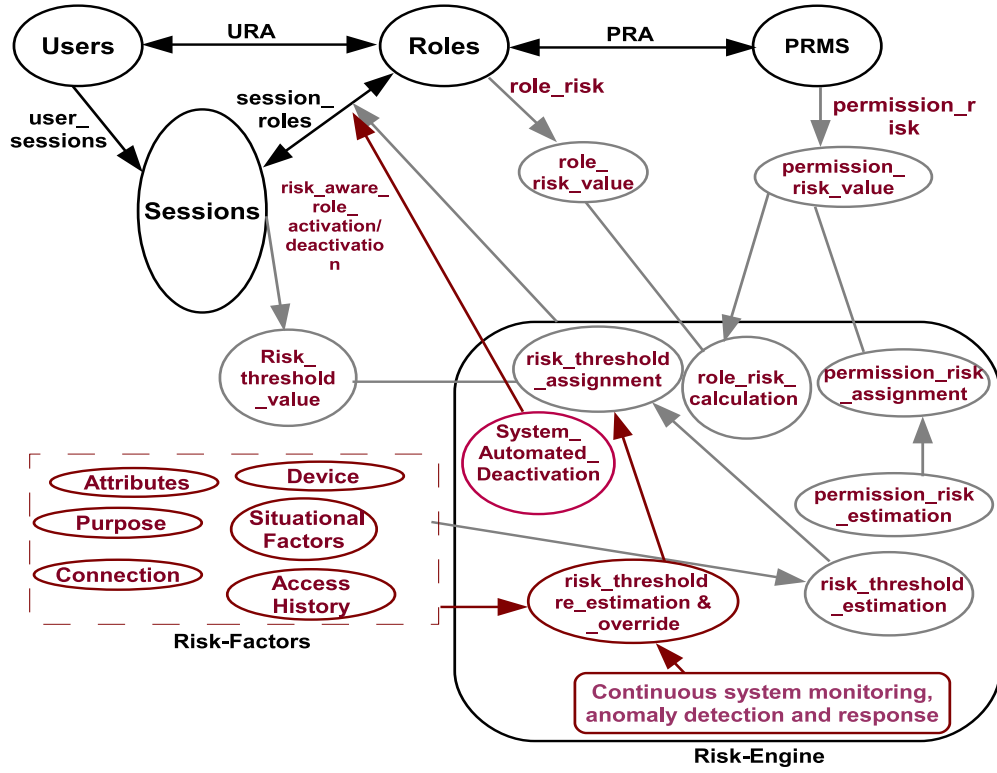 Users
URA
Roles
PRA
PRMS
user_
sessions
session_
roles
role_risk
permission_r
isk
role_
risk_value
permission_
risk_value
Sessions
risk_aware_
role_
activation/
deactivatio
n
Risk_
threshold
_value
risk_threshold
_assignment
role_risk_
calculation
permission_risk
_assignment
System_
Automated_
Deactivation
permission_risk
_estimation
Attributes
Device
Purpose
Situational
Factors
Connection
Access
History
Risk-Factors
risk_threshold
re_estimation &
_override
risk_threshold
_estimation
Continuous system monitoring,
anomaly detection and response
Risk-Engine